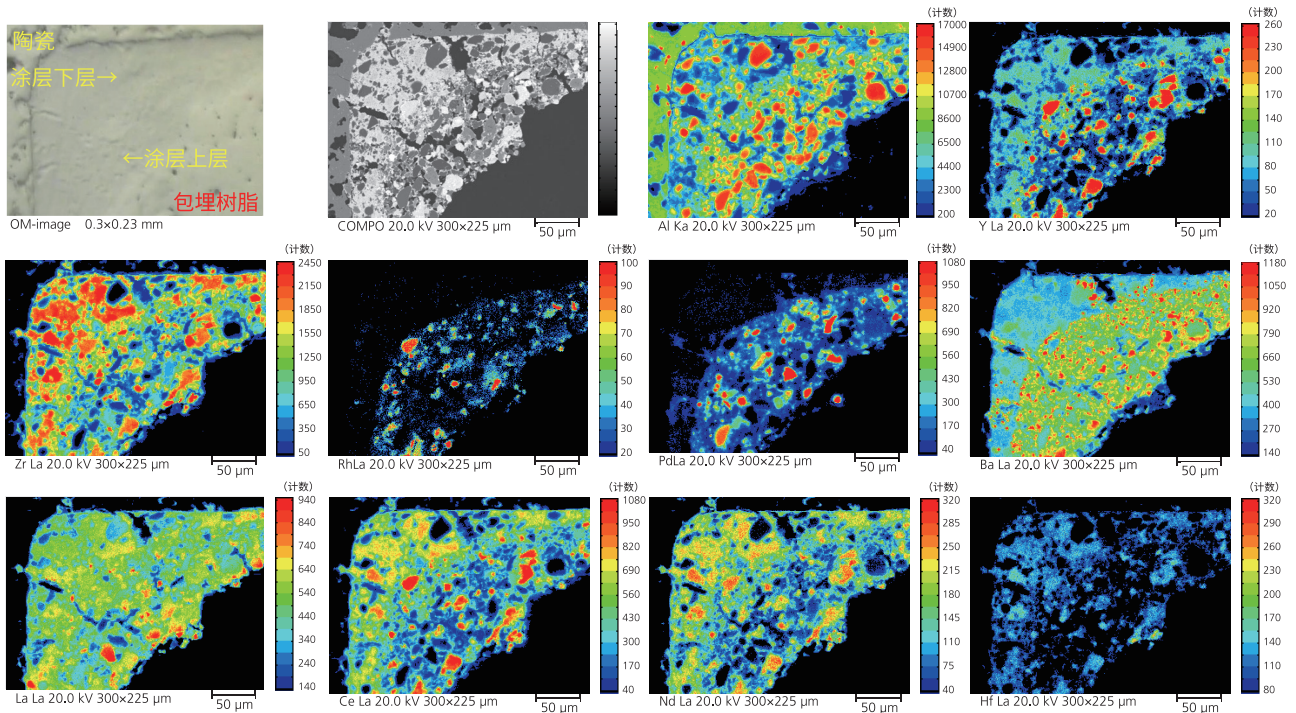 陶瓷
涂层下层→
←涂层上层
包埋树脂
OM-image 0.3×0.23 mm
COMPO 20.0 kV 300×225 μm
50 μm
(计数)
17000
14900
12800
10700
8600
6500
4400
2300
200
Al Ka 20.0 kV 300×225 μm
50 μm
(计数)
260
230
200
170
140
110
80
50
20
Y La 20.0 kV 300×225 μm
50 μm
(计数)
2450
2150
1850
1550
1250
950
650
350
50
Zr La 20.0 kV 300×225 μm
50 μm
(计数)
100
90
80
70
60
50
40
30
20
RhLa 20.0 kV 300×225 μm
50 μm
(计数)
1080
950
820
690
560
430
300
170
40
PdLa 20.0 kV 300×225 μm
50 μm
(计数)
1180
1050
920
790
660
530
400
270
140
Ba La 20.0 kV 300×225 μm
50 μm
(计数)
940
840
740
640
540
440
340
240
140
La La 20.0 kV 300×225 μm
50 μm
(计数)
1080
950
820
690
560
430
300
170
40
Ce La 20.0 kV 300×225 μm
50 μm
(计数)
320
285
250
215
180
145
110
75
40
Nd La 20.0 kV 300×225 μm
50 μm
(计数)
320
290
260
230
200
170
140
110
80
Hf La 20.0 kV 300×225 μm
50 μm